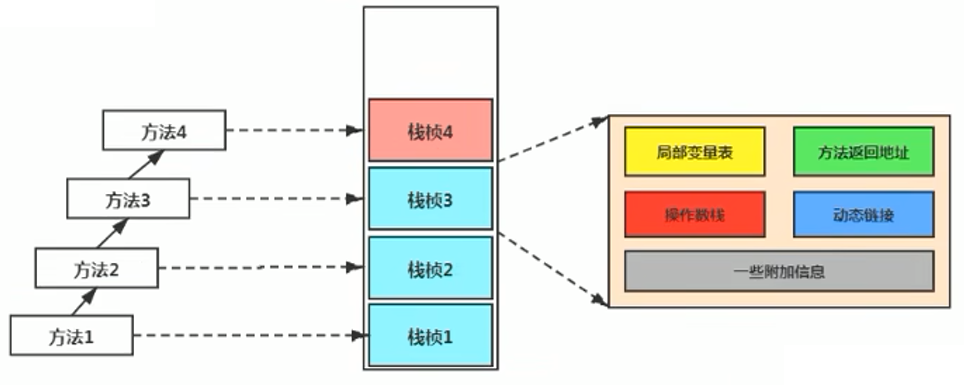 方法4
方法3
方法2
方法1
栈桢4
栈桢3
栈桢2
栈桢1
局部变量表
方法返回地址
操作数栈
动态链接
一些附加信息